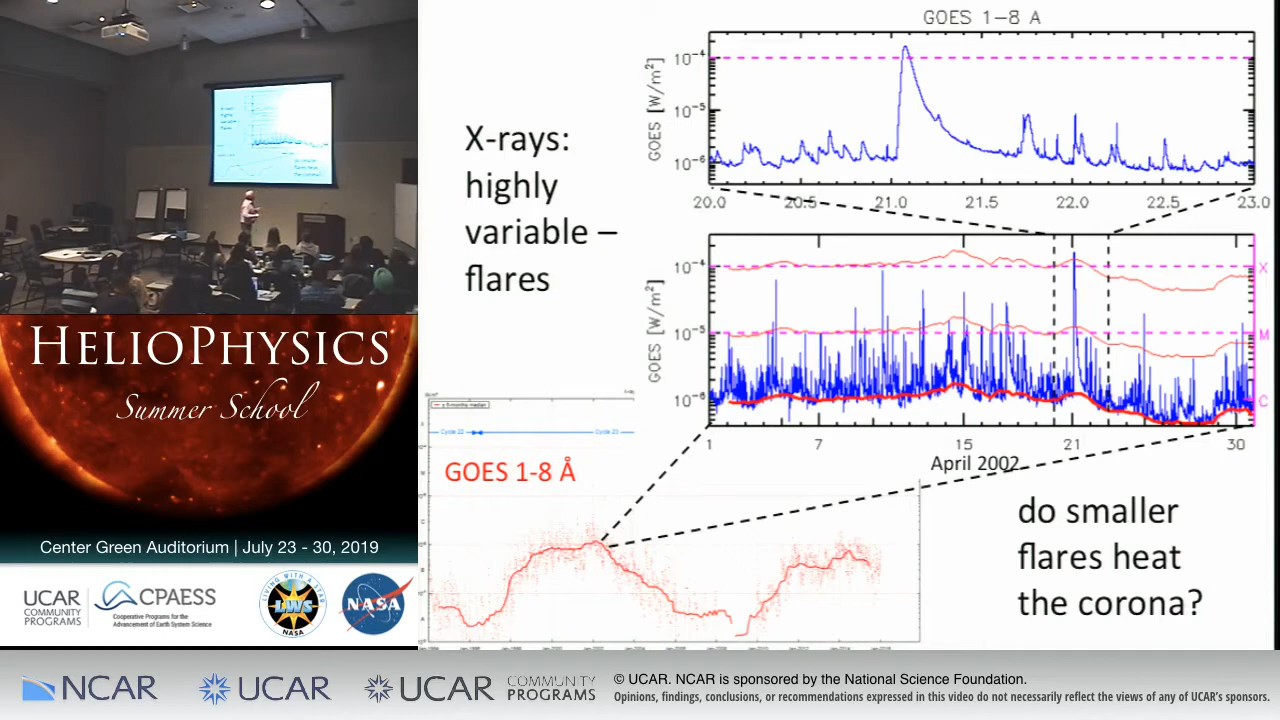 GOES 1-8 A
GOES [W/m²]
10⁻⁴
10⁻⁵
10⁻⁶
20.0 20.5 21.0 21.5 22.0 22.5 23.0
X-rays:
highly
variable –
flares
GOES [W/m²]
10⁻⁴
10⁻⁵
10⁻⁶
X
M
C
1 7 15 21 30
April 2002
Cycle 22
Cycle 23
GOES 1-8 Å
do smaller
flares heat
the corona?
HELIOPHYSICS
Summer School
Center Green Auditorium | July 23 - 30, 2019
UCAR
COMMUNITY
PROGRAMS
CPAESS
Cooperative Programs for the
Advancement of Earth System Science
LIVING WITH A STAR
LWS
NASA
NASA
NCAR
UCAR
UCAR
COMMUNITY
PROGRAMS
© UCAR. NCAR is sponsored by the National Science Foundation.
Opinions, findings, conclusions, or recommendations expressed in this video do not necessarily reflect the views of any of UCAR's sponsors.